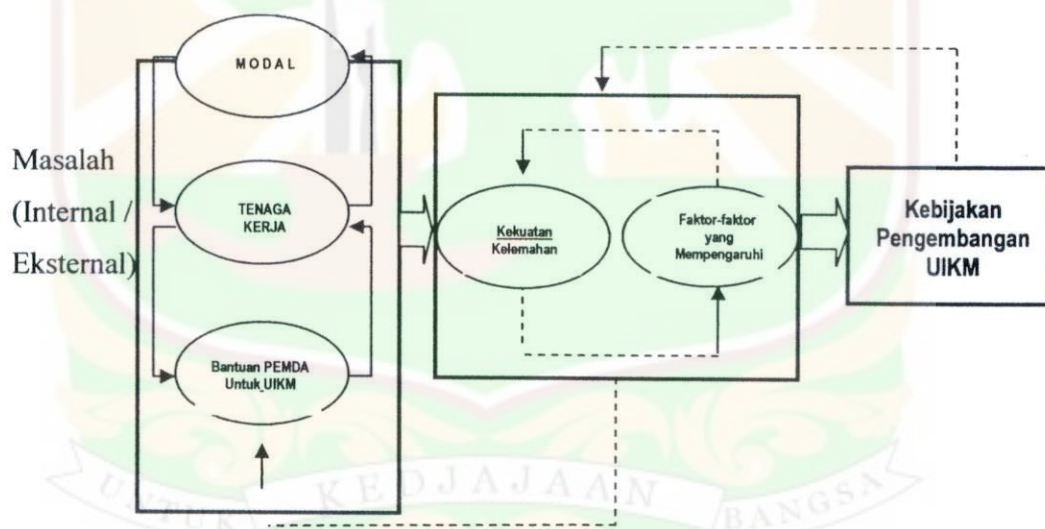 Masalah
(Internal /
Eksternal)
M O D A L
TENAGA
KERJA
Bantuan PEMDA
Untuk UIKM
Kekuatan
Kelemahan
Faktor-faktor
yang
Mempengaruhi
Kebijakan
Pengembangan
UIKM
UNTUK KEDJAJAAN BANGSA